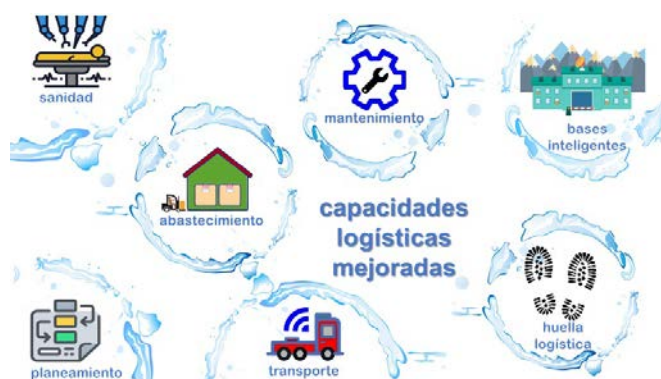 sanidad
mantenimiento
bases
inteligentes
abastecimiento
capacidades
logísticas
mejoradas
huella
logística
planeamiento
transporte